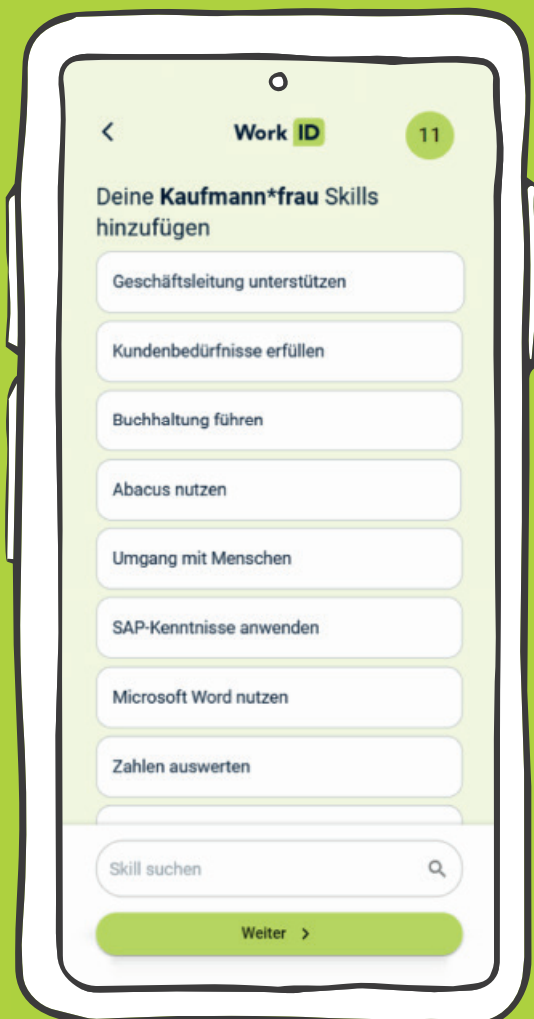 Work ID
11
Deine Kaufmann*frau Skills
hinzufügen
Geschäftsleitung unterstützen
Kundenbedürfnisse erfüllen
Buchhaltung führen
Abacus nutzen
Umgang mit Menschen
SAP-Kenntnisse anwenden
Microsoft Word nutzen
Zahlen auswerten
Skill suchen
Weiter